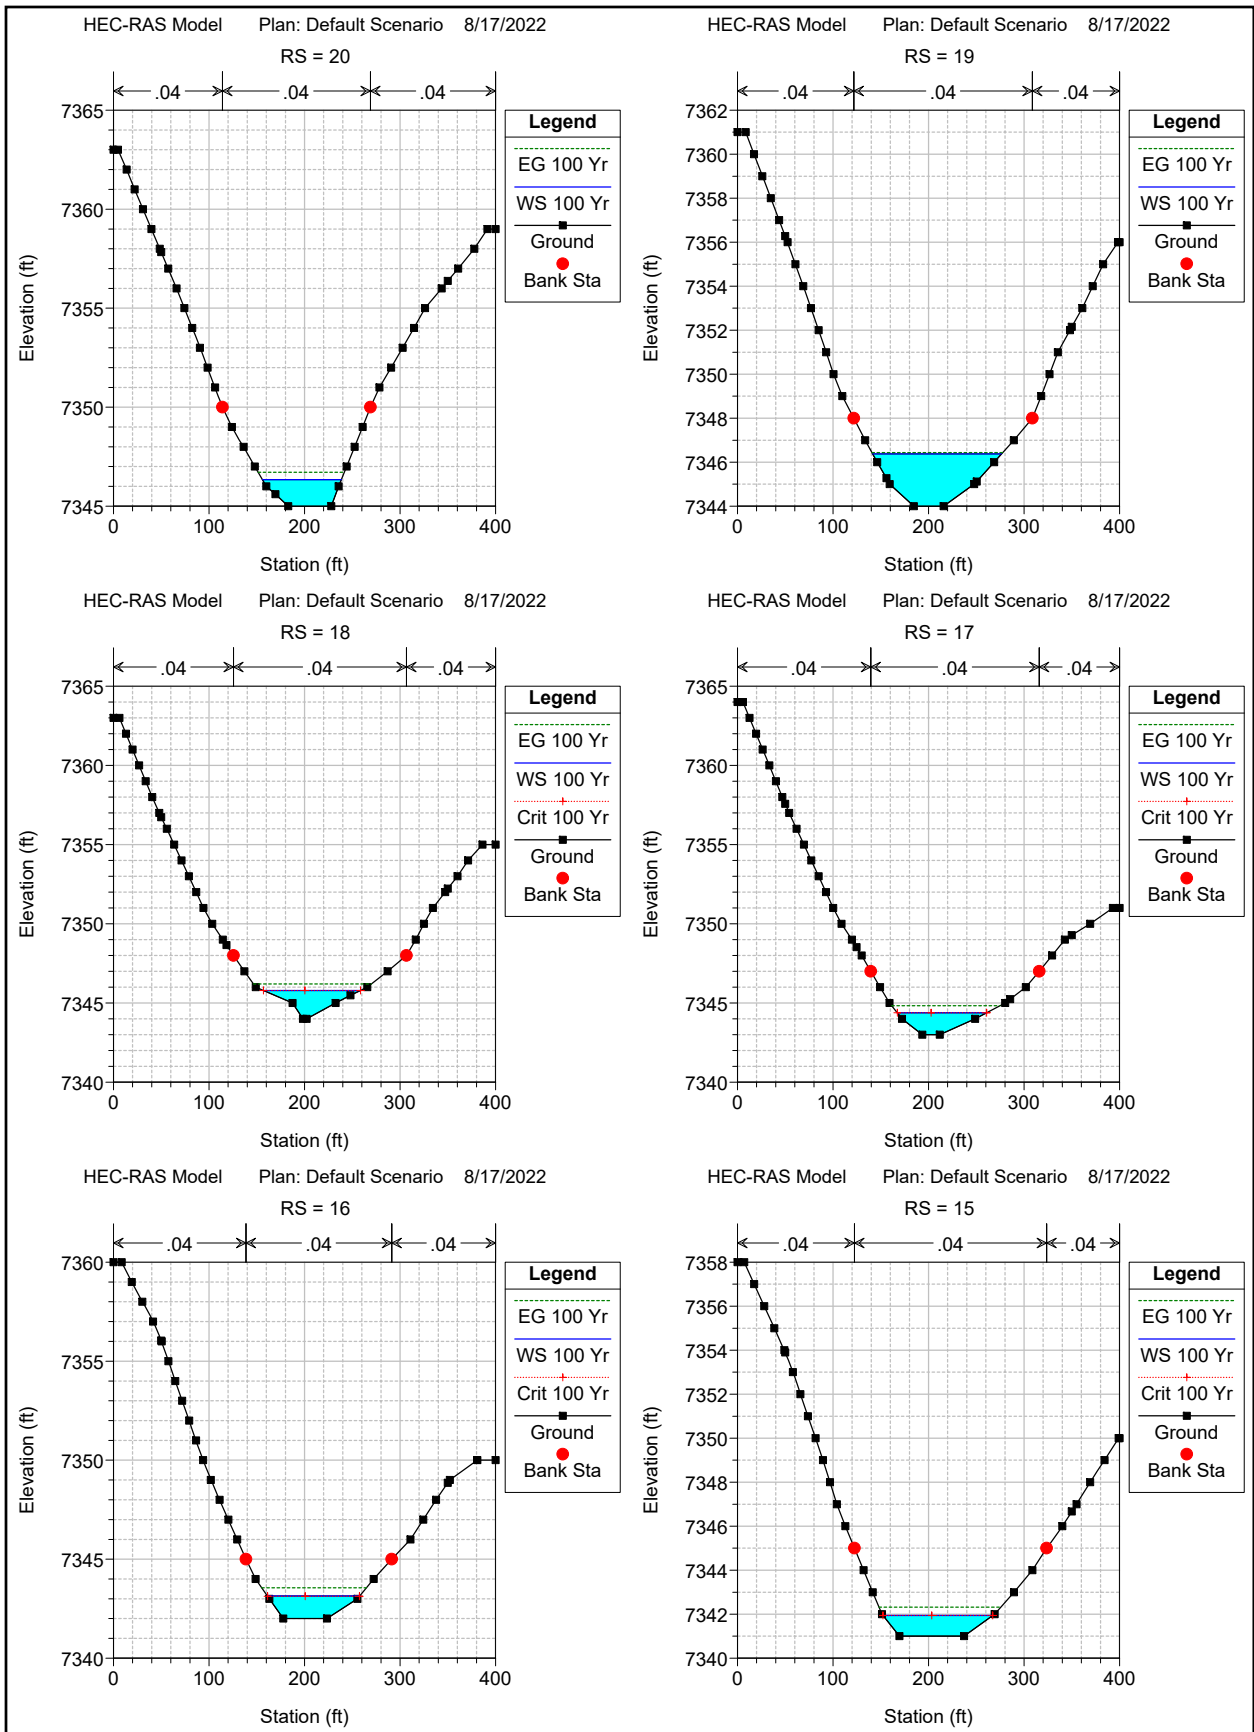 HEC-RAS Model Plan: Default Scenario 8/17/2022
RS = 20
.04 .04 .04
7365
7360
7355
7350
7345
Elevation (ft)
0 100 200 300 400
Station (ft)
Legend
EG 100 Yr
WS 100 Yr
Ground
Bank Sta
HEC-RAS Model Plan: Default Scenario 8/17/2022
RS = 19
.04 .04 .04
7362
7360
7358
7356
7354
7352
7350
7348
7346
7344
Elevation (ft)
0 100 200 300 400
Station (ft)
Legend
EG 100 Yr
WS 100 Yr
Ground
Bank Sta
HEC-RAS Model Plan: Default Scenario 8/17/2022
RS = 18
.04 .04 .04
7365
7360
7355
7350
7345
7340
Elevation (ft)
0 100 200 300 400
Station (ft)
Legend
EG 100 Yr
WS 100 Yr
Crit 100 Yr
Ground
Bank Sta
HEC-RAS Model Plan: Default Scenario 8/17/2022
RS = 17
.04 .04 .04
7365
7360
7355
7350
7345
7340
Elevation (ft)
0 100 200 300 400
Station (ft)
Legend
EG 100 Yr
WS 100 Yr
Crit 100 Yr
Ground
Bank Sta
HEC-RAS Model Plan: Default Scenario 8/17/2022
RS = 16
.04 .04 .04
7360
7355
7350
7345
7340
Elevation (ft)
0 100 200 300 400
Station (ft)
Legend
EG 100 Yr
WS 100 Yr
Crit 100 Yr
Ground
Bank Sta
HEC-RAS Model Plan: Default Scenario 8/17/2022
RS = 15
.04 .04 .04
7358
7356
7354
7352
7350
7348
7346
7344
7342
7340
Elevation (ft)
0 100 200 300 400
Station (ft)
Legend
EG 100 Yr
WS 100 Yr
Crit 100 Yr
Ground
Bank Sta